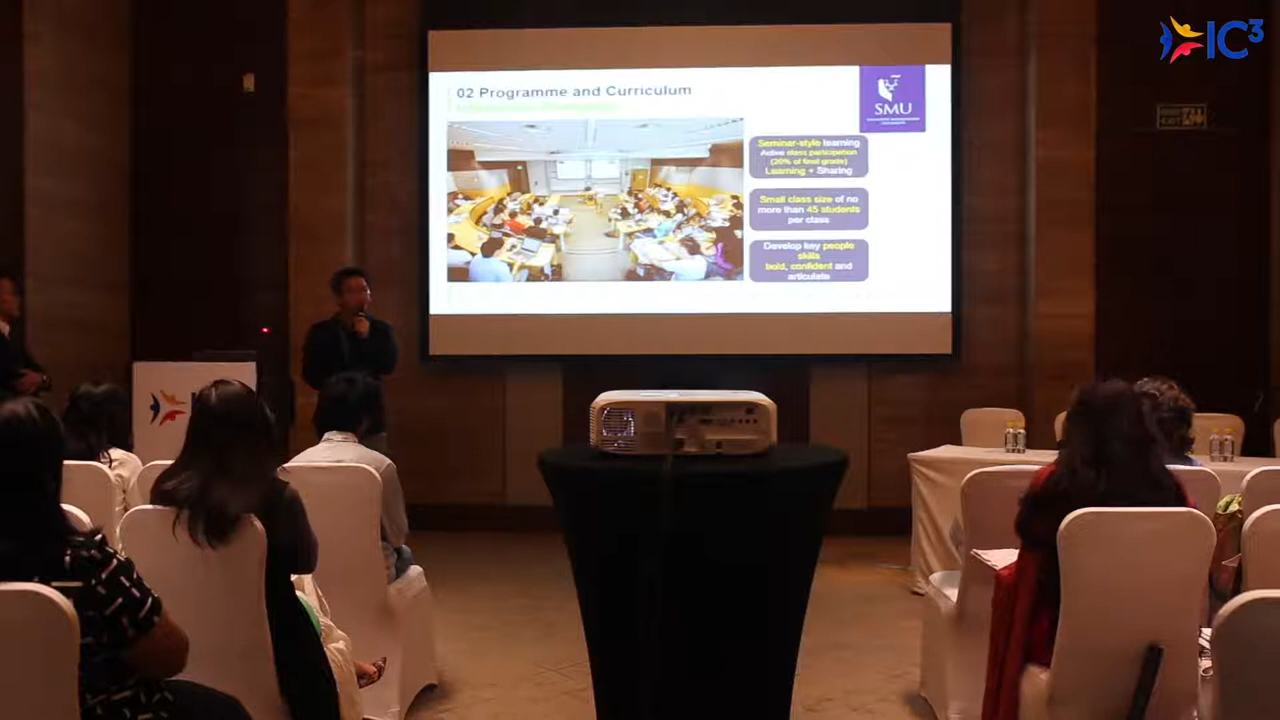 IC³
02 Programme and Curriculum
SMU
Seminar-style learning
Active class participation
(20% of final grade)
Learning + Sharing
Small class size of no
more than 45 students
per class
Develop key people
skills
bold, confident and
articulate
EXIT